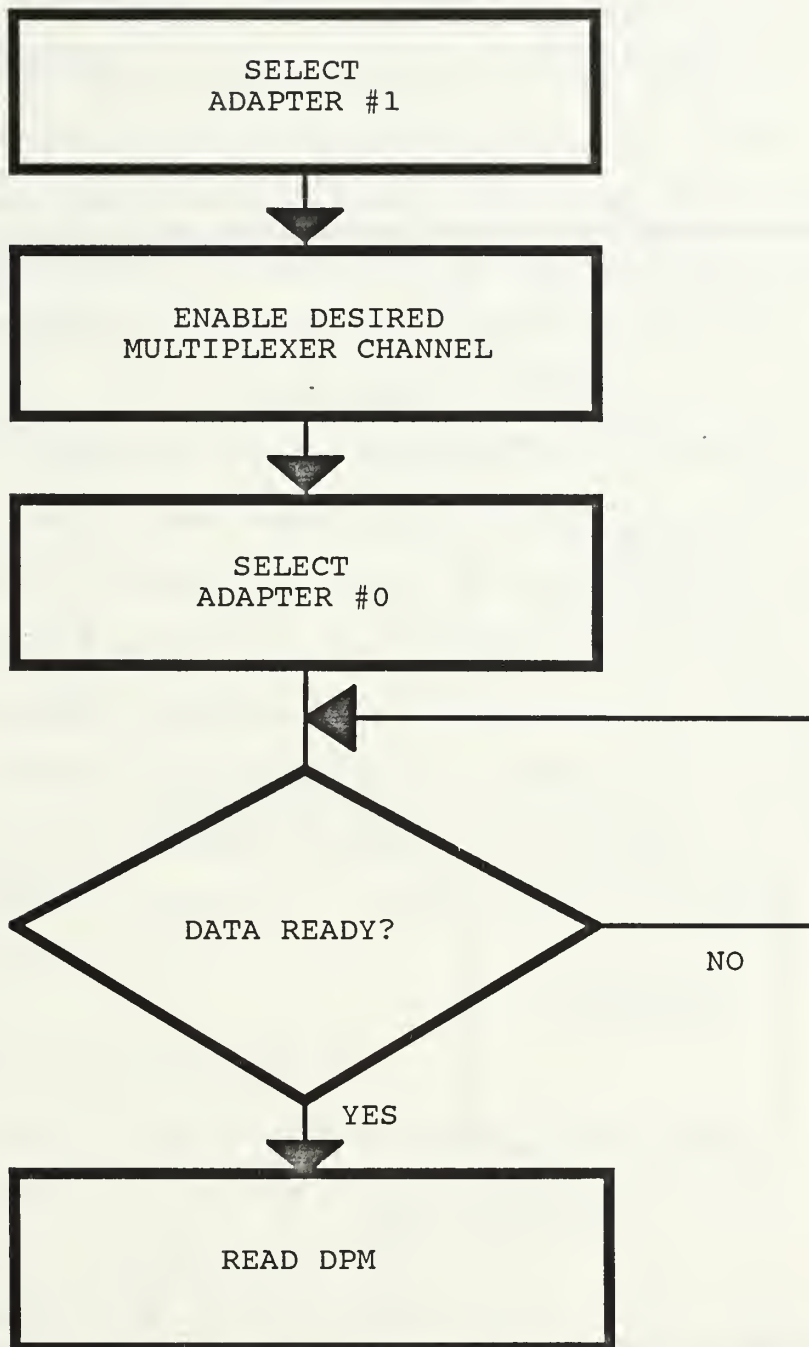 SELECT
ADAPTER #1
ENABLE DESIRED
MULTIPLEXER CHANNEL
SELECT
ADAPTER #0
DATA READY?
NO
YES
READ DPM